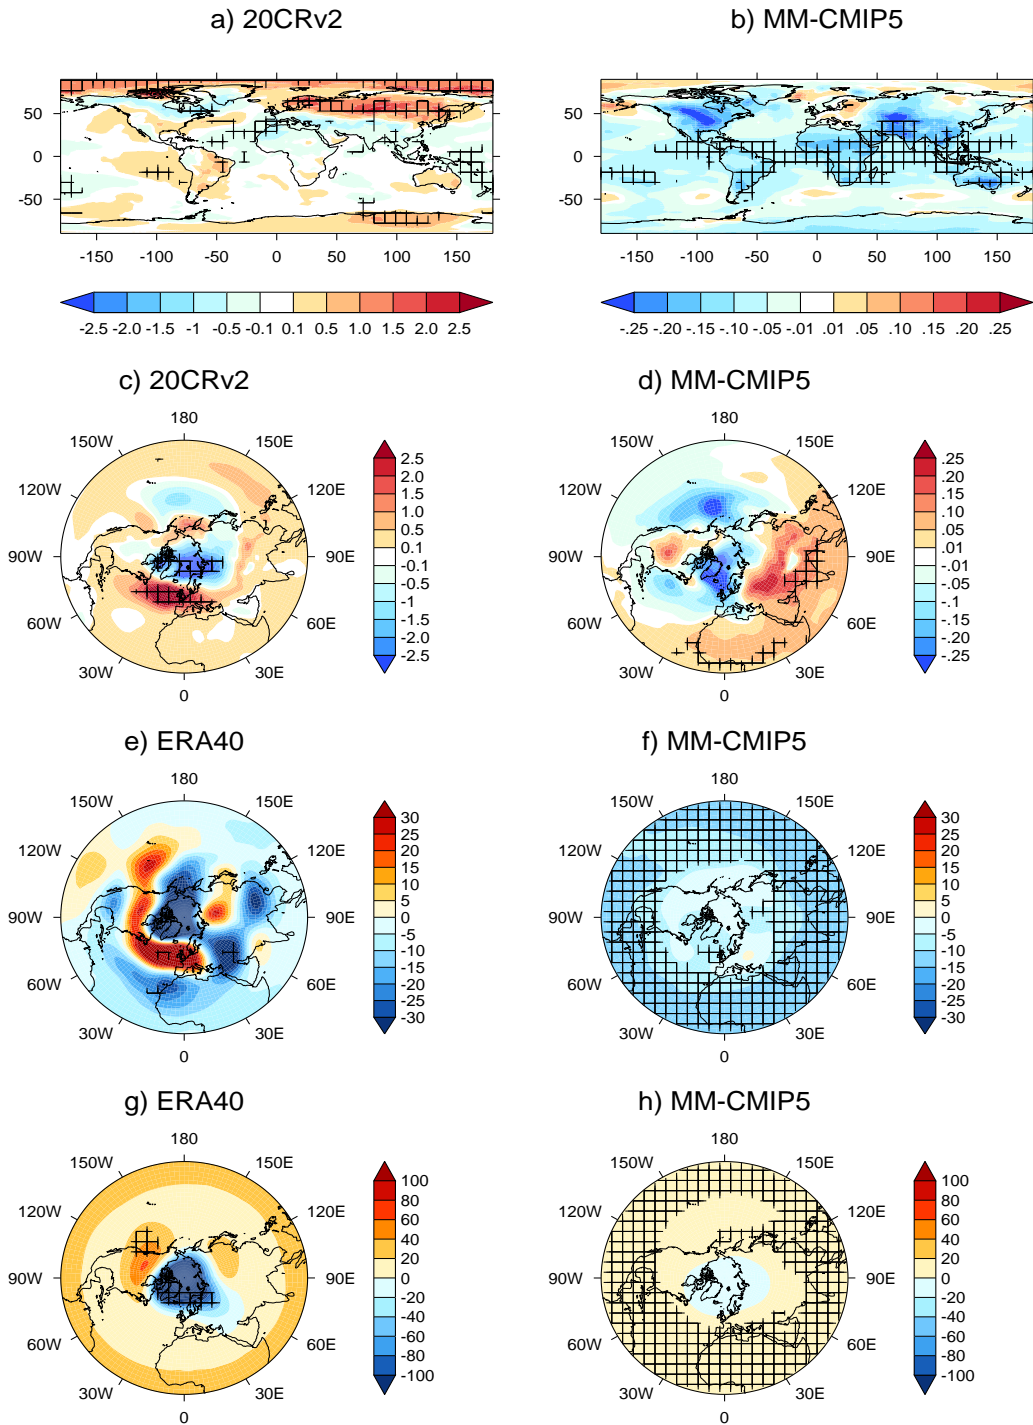 a) 20CRv2
b) MM-CMIP5
50
0
-50
-150 -100 -50 0 50 100 150
50
0
-50
-150 -100 -50 0 50 100 150
-2.5 -2.0 -1.5 -1 -0.5 -0.1 0.1 0.5 1.0 1.5 2.0 2.5
-.25 -.20 -.15 -.10 -.05 -.01 .01 .05 .10 .15 .20 .25
c) 20CRv2
180
150W 150E
120W 120E
90W 90E
60W 60E
30W 30E
0
2.5
2.0
1.5
1.0
0.5
0.1
-0.1
-0.5
-1
-1.5
-2.0
-2.5
d) MM-CMIP5
180
150W 150E
120W 120E
90W 90E
60W 60E
30W 30E
0
.25
.20
.15
.10
.05
.01
-.01
-.05
-.1
-.15
-.20
-.25
e) ERA40
180
150W 150E
120W 120E
90W 90E
60W 60E
30W 30E
0
30
25
20
15
10
5
0
-5
-10
-15
-20
-25
-30
f) MM-CMIP5
180
150W 150E
120W 120E
90W 90E
60W 60E
30W 30E
0
30
25
20
15
10
5
0
-5
-10
-15
-20
-25
-30
g) ERA40
180
150W 150E
120W 120E
90W 90E
60W 60E
30W 30E
0
100
80
60
40
20
0
-20
-40
-60
-80
-100
h) MM-CMIP5
180
150W 150E
120W 120E
90W 90E
60W 60E
30W 30E
0
100
80
60
40
20
0
-20
-40
-60
-80
-100